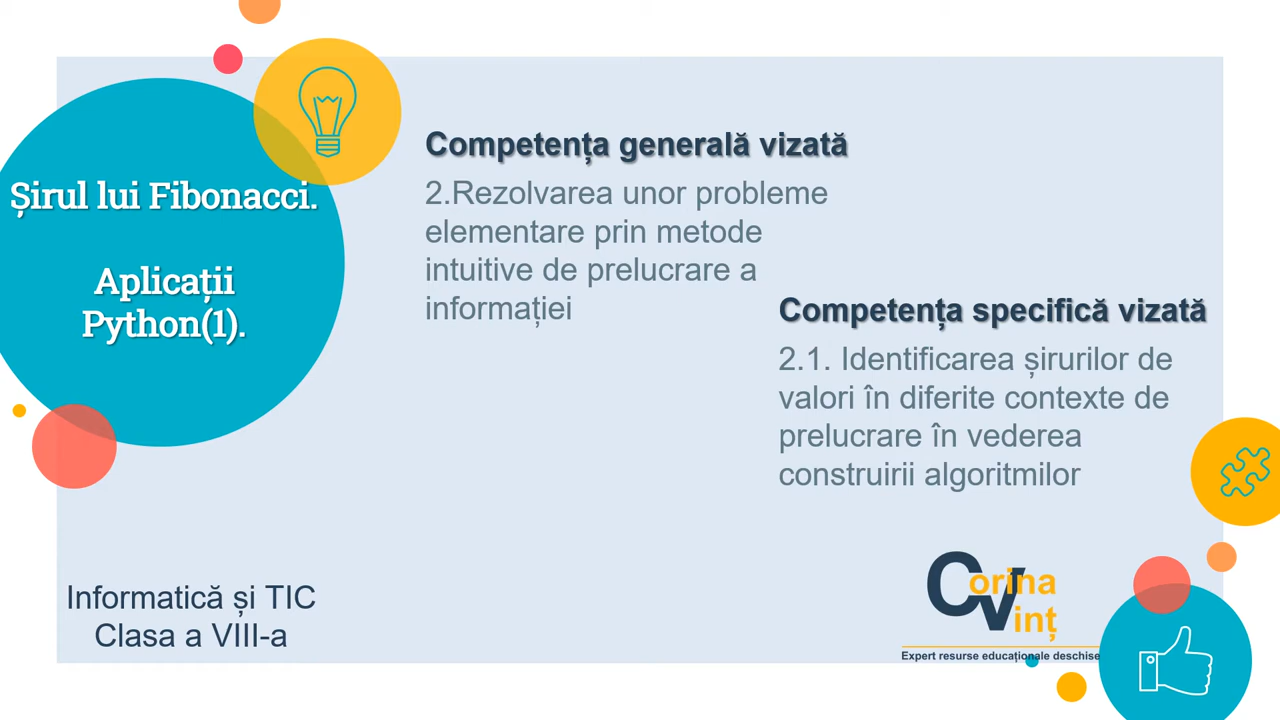 Șirul lui Fibonacci.
Aplicații
Python(1).
Competența generală vizată
2.Rezolvarea unor probleme
elementare prin metode
intuitive de prelucrare a
informației
Competența specifică vizată
2.1. Identificarea șirurilor de
valori în diferite contexte de
prelucrare în vederea
construirii algoritmilor
Informatică și TIC
Clasa a VIII-a
Corina
Vinț
Expert resurse educaționale deschise